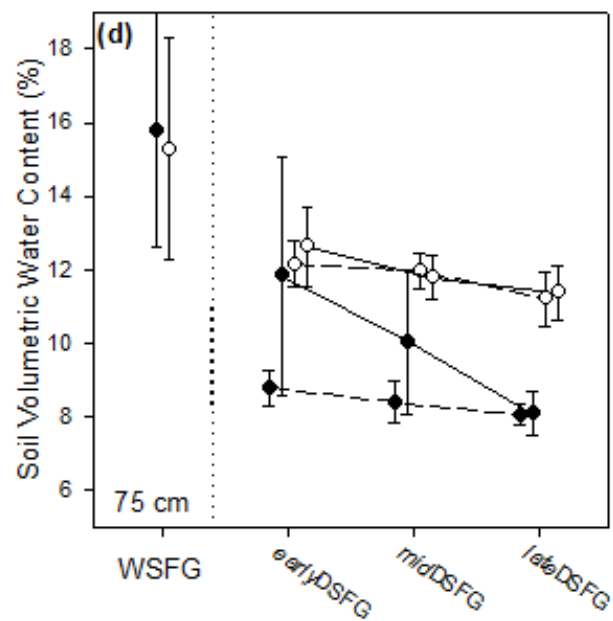 (d)
Soil Volumetric Water Content (%)
18
16
14
12
10
8
6
75 cm
WSFG
earlyDSFG
midDSFG
lateDSFG